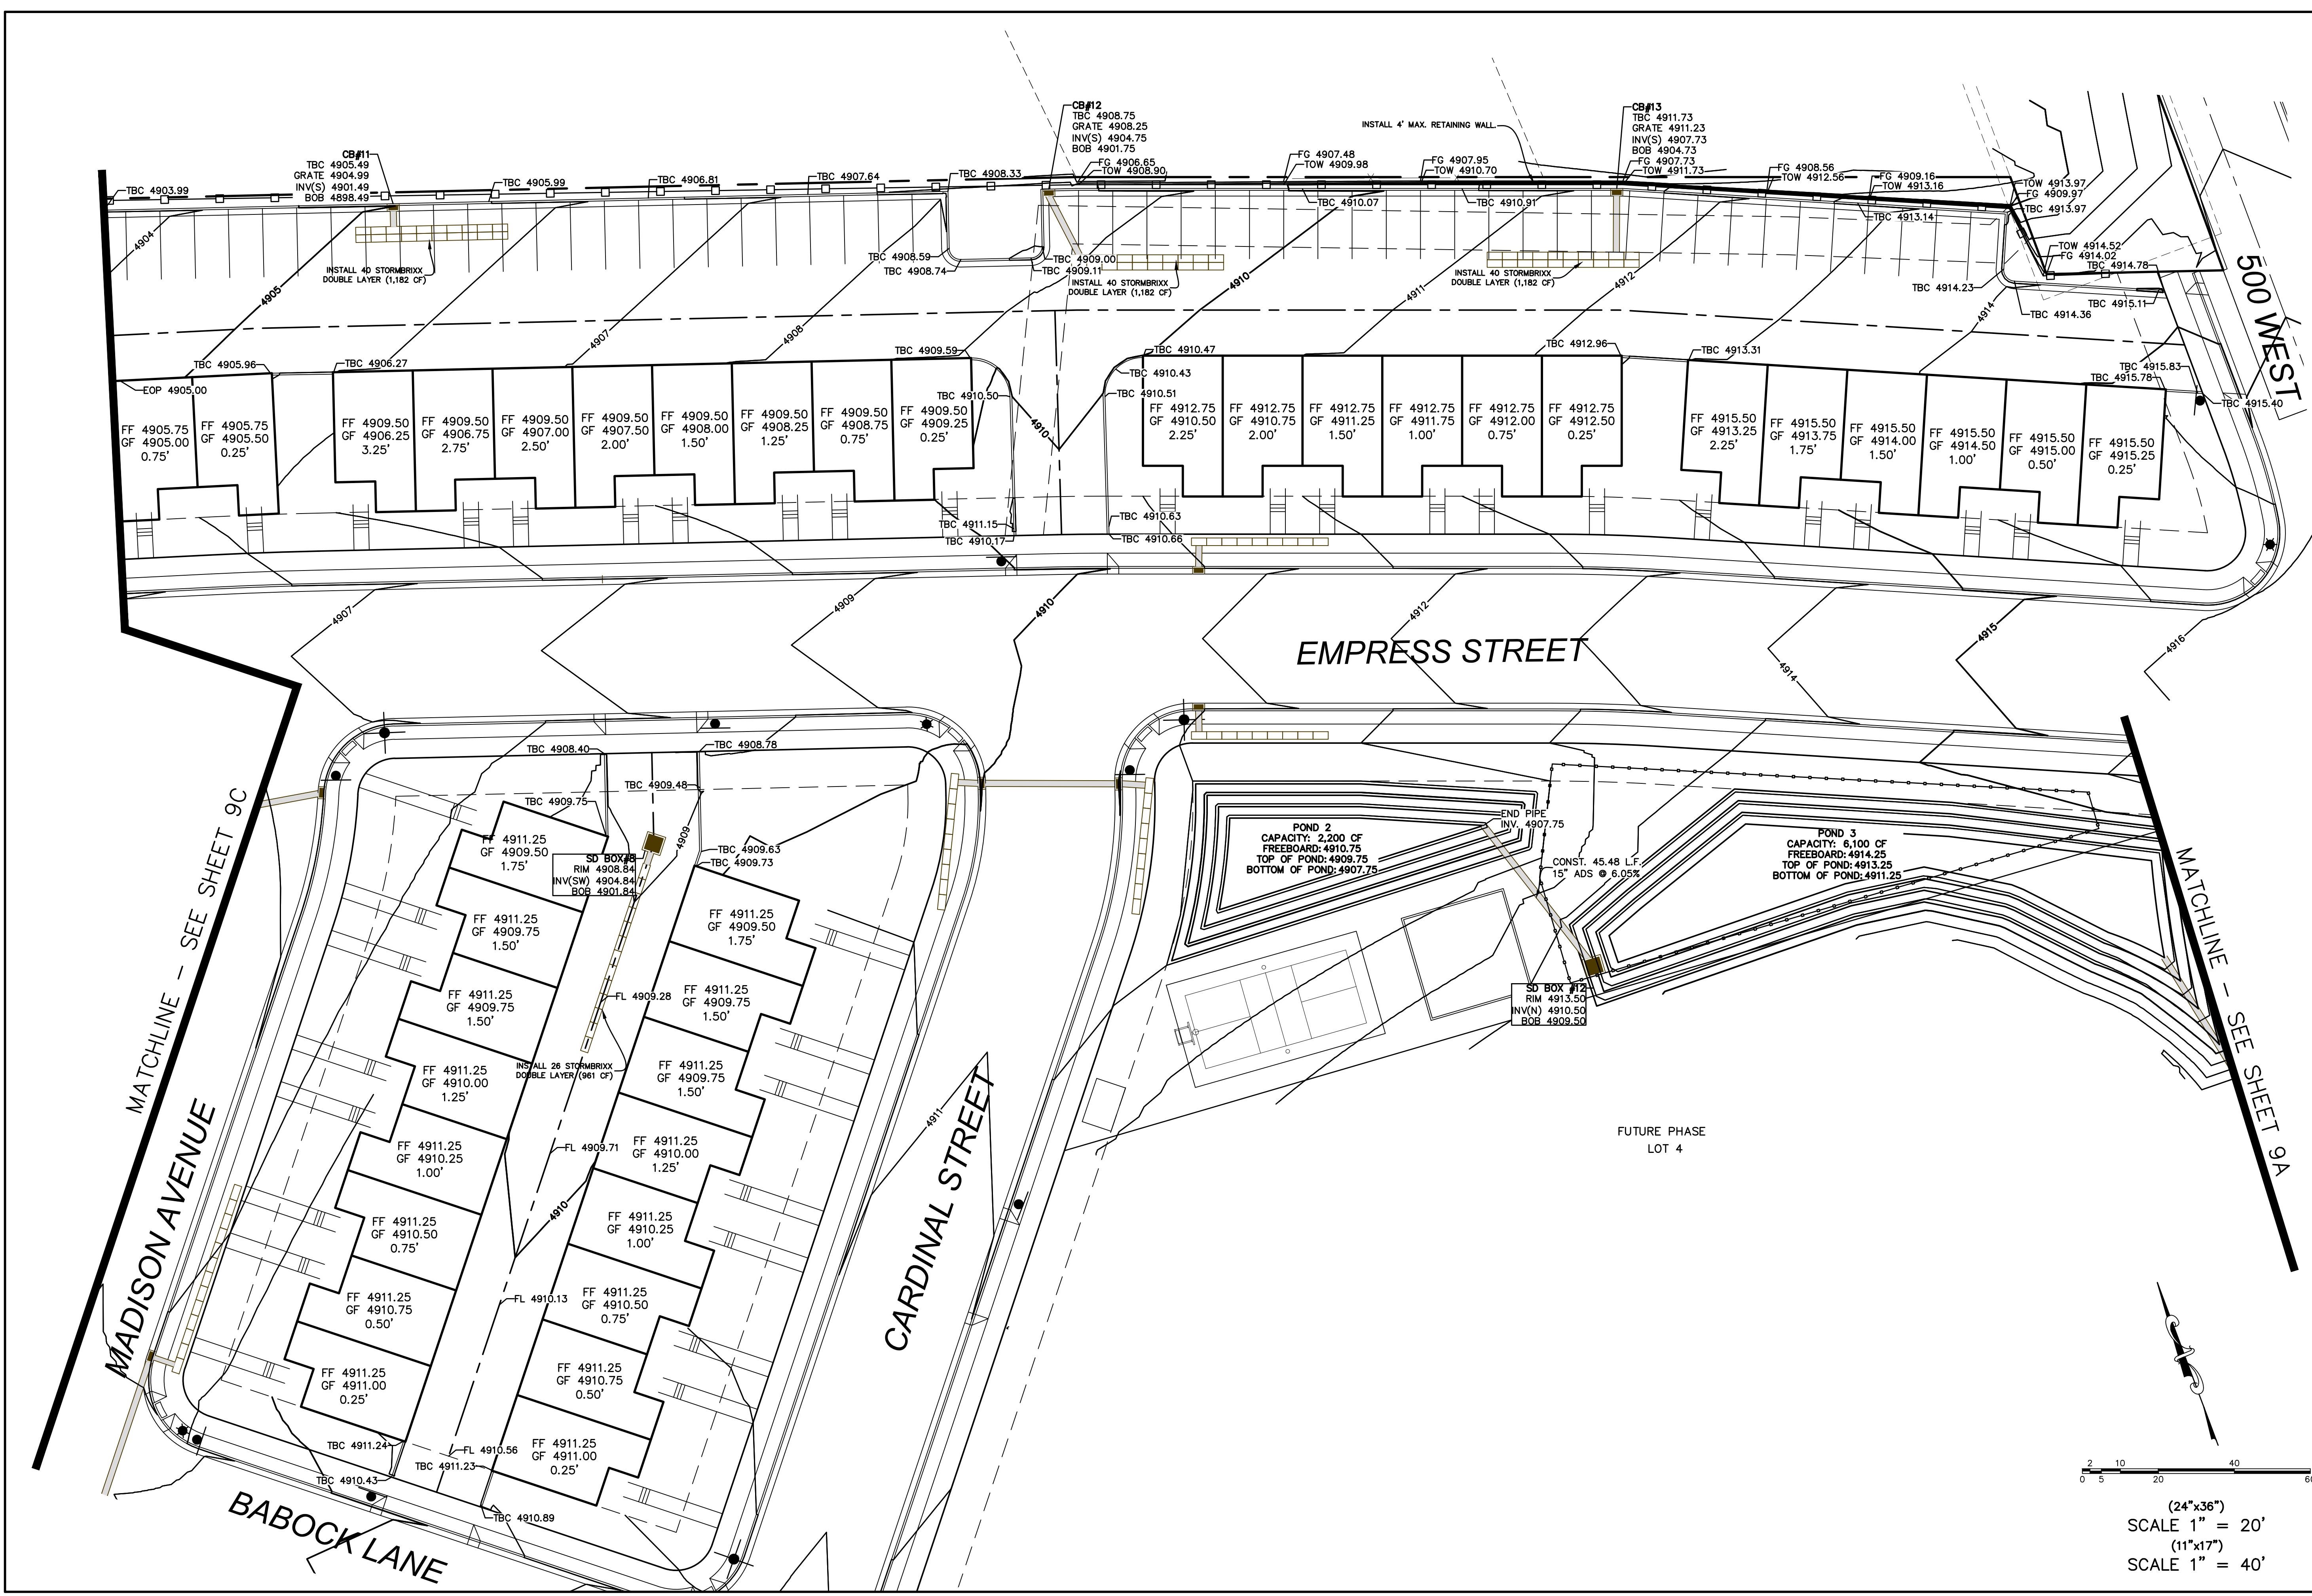 CB#11
TBC 4905.49
GRATE 4904.99
INV(S) 4901.49
BOB 4898.49
TBC 4903.99
TBC 4905.99
TBC 4906.81
TBC 4907.64
TBC 4908.33
CB#12
TBC 4908.75
GRATE 4908.25
INV(S) 4904.75
BOB 4901.75
FG 4906.65
TOW 4908.90
FG 4907.48
TOW 4909.98
INSTALL 4' MAX. RETAINING WALL
FG 4907.95
TOW 4910.70
CB#13
TBC 4911.73
GRATE 4911.23
INV(S) 4907.73
BOB 4904.73
FG 4907.73
TOW 4911.73
FG 4908.56
TOW 4912.56
FG 4909.16
TOW 4913.16
TOW 4913.97
FG 4909.97
TBC 4913.97
TBC 4910.07
TBC 4910.91
TBC 4913.14
TOW 4914.52
FG 4914.02
TBC 4914.78
TBC 4914.23
TBC 4915.11
TBC 4914.36
500 WEST
4904
INSTALL 40 STORMBRIXX
DOUBLE LAYER (1,182 CF)
4905
4907
4908
TBC 4908.59
TBC 4908.74
TBC 4909.00
TBC 4909.11
INSTALL 40 STORMBRIXX
DOUBLE LAYER (1,182 CF)
4910
4911
INSTALL 40 STORMBRIXX
DOUBLE LAYER (1,182 CF)
4912
4914
TBC 4905.96
TBC 4906.27
TBC 4909.59
TBC 4910.47
TBC 4912.96
TBC 4913.31
TBC 4915.83
TBC 4915.78
TBC 4915.40
EOP 4905.00
TBC 4910.43
TBC 4910.50
TBC 4910.51
4910
FF 4905.75
GF 4905.00
0.75'
FF 4905.75
GF 4905.50
0.25'
FF 4909.50
GF 4906.25
3.25'
FF 4909.50
GF 4906.75
2.75'
FF 4909.50
GF 4907.00
2.50'
FF 4909.50
GF 4907.50
2.00'
FF 4909.50
GF 4908.00
1.50'
FF 4909.50
GF 4908.25
1.25'
FF 4909.50
GF 4908.75
0.75'
FF 4909.50
GF 4909.25
0.25'
FF 4912.75
GF 4910.50
2.25'
FF 4912.75
GF 4910.75
2.00'
FF 4912.75
GF 4911.25
1.50'
FF 4912.75
GF 4911.75
1.00'
FF 4912.75
GF 4912.00
0.75'
FF 4912.75
GF 4912.50
0.25'
FF 4915.50
GF 4913.25
2.25'
FF 4915.50
GF 4913.75
1.75'
FF 4915.50
GF 4914.00
1.50'
FF 4915.50
GF 4914.50
1.00'
FF 4915.50
GF 4915.00
0.50'
FF 4915.50
GF 4915.25
0.25'
TBC 4911.15
TBC 4910.17
TBC 4910.63
TBC 4910.66
4907
4909
4910
4912
4914
4915
4916
EMPRESS STREET
MATCHLINE - SEE SHEET 9C
MADISON AVENUE
TBC 4908.40
TBC 4908.78
TBC 4909.48
TBC 4909.75
4909
TBC 4909.63
TBC 4909.73
SD BOX#8
RIM 4908.84
INV(SW) 4904.84
BOB 4901.84
FF 4911.25
GF 4909.50
1.75'
FF 4911.25
GF 4909.75
1.50'
FF 4911.25
GF 4909.75
1.50'
FF 4911.25
GF 4910.00
1.25'
FF 4911.25
GF 4910.25
1.00'
FF 4911.25
GF 4910.50
0.75'
FF 4911.25
GF 4910.75
0.50'
FF 4911.25
GF 4911.00
0.25'
FF 4911.25
GF 4909.50
1.75'
FF 4911.25
GF 4909.75
1.50'
FF 4911.25
GF 4909.75
1.50'
FF 4911.25
GF 4910.00
1.25'
FF 4911.25
GF 4910.25
1.00'
FF 4911.25
GF 4910.50
0.75'
FF 4911.25
GF 4910.75
0.50'
FF 4911.25
GF 4911.00
0.25'
FL 4909.28
INSTALL 26 STORMBRIXX
DOUBLE LAYER (961 CF)
FL 4909.71
4910
FL 4910.13
FL 4910.56
TBC 4911.24
TBC 4911.23
TBC 4910.43
TBC 4910.89
BABOCK LANE
4911
CARDINAL STREET
POND 2
CAPACITY: 2,200 CF
FREEBOARD: 4910.75
TOP OF POND: 4909.75
BOTTOM OF POND: 4907.75
END PIPE
INV. 4907.75
CONST. 45.48 L.F.
15" ADS @ 6.05%
POND 3
CAPACITY: 6,100 CF
FREEBOARD: 4914.25
TOP OF POND: 4913.25
BOTTOM OF POND: 4911.25
SD BOX #12
RIM 4913.50
INV(N) 4910.50
BOB 4909.50
FUTURE PHASE
LOT 4
MATCHLINE - SEE SHEET 9A
2 10 40
0 5 20 60
(24"x36")
SCALE 1" = 20'
(11"x17")
SCALE 1" = 40'